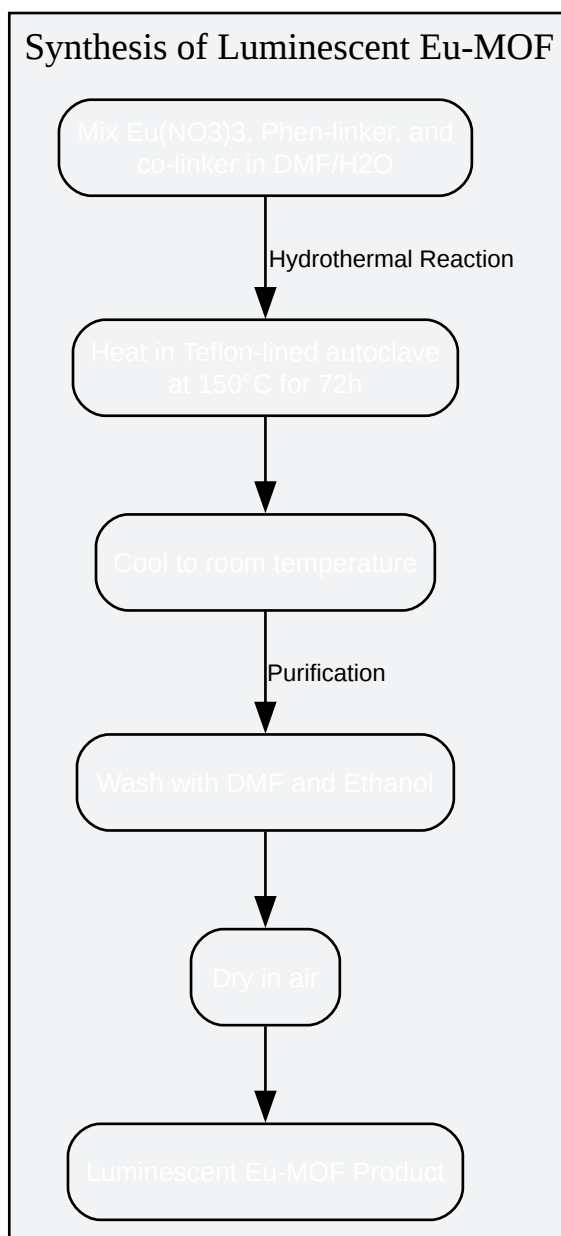 Synthesis of Luminescent Eu-MOF
Mix Eu(NO3)3, Phen-linker, and
co-linker in DMF/H2O
Hydrothermal Reaction
Heat in Teflon-lined autoclave
at 150°C for 72h
Cool to room temperature
Purification
Wash with DMF and Ethanol
Dry in air
Luminescent Eu-MOF Product